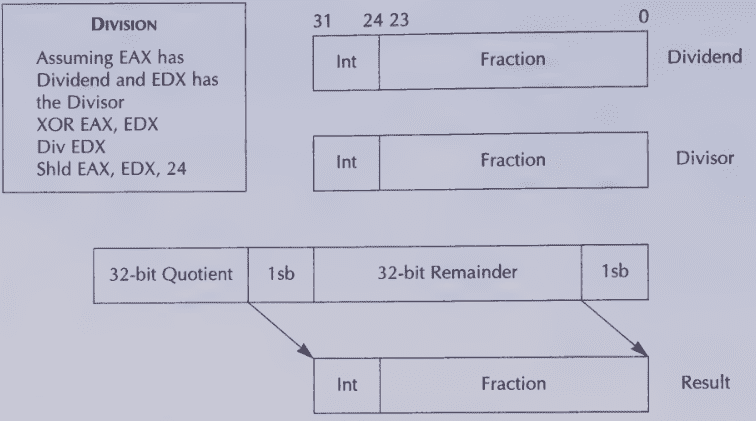 DIVISION
Assuming EAX has
Dividend and EDX has
the Divisor
XOR EAX, EDX
Div EDX
Shld EAX, EDX, 24
31 24 23 0
Int Fraction Dividend
Int Fraction Divisor
32-bit Quotient 1sb 32-bit Remainder 1sb
Int Fraction Result